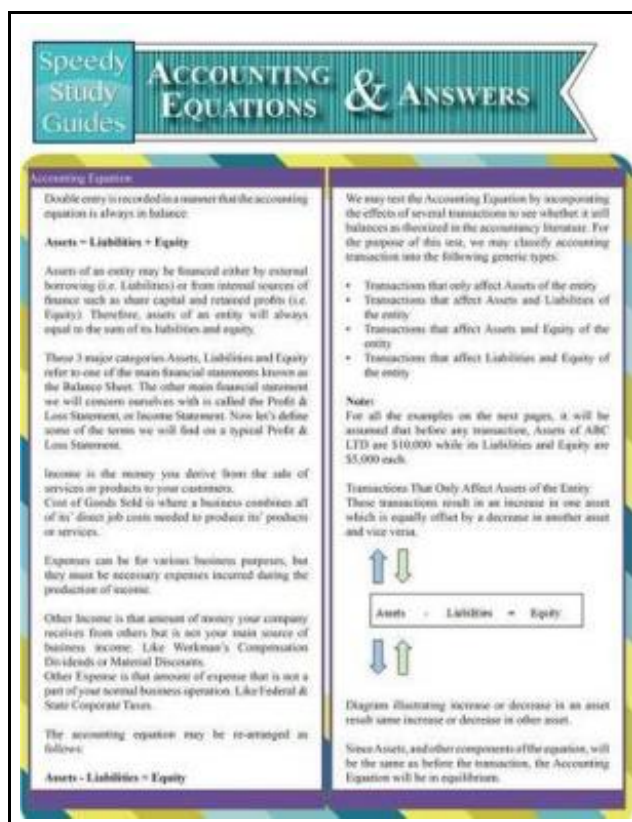 Speedy
Study
Guides
ACCOUNTING
EQUATIONS
& ANSWERS
Accounting Equation
Double entry is recorded in a manner that the accounting
equation is always in balance.
Assets = Liabilities + Equity
Assets of an entity may be financed either by external
borrowing (i.e. Liabilities) or from internal sources of
finance such as share capital and retained profits (i.e.
Equity). Therefore, assets of an entity will always
equal to the sum of its liabilities and equity.
These 3 major categories Assets, Liabilities and Equity
refer to one of the main financial statements known as
the Balance Sheet. The other main financial statement
we will concern ourselves with is called the Profit &
Loss Statement, or Income Statement. Now let's define
some of the terms we will find on a typical Profit &
Loss Statement.
Income is the money you derive from the sale of
services or products to your customers.
Cost of Goods Sold is where a business combines all
of its' direct job costs needed to produce its' products
or services.
Expenses can be for various business purposes, but
they must be necessary expenses incurred during the
production of income.
Other Income is that amount of money your company
receives from others but is not your main source of
business income. Like Workman's Compensation
Dividends or Material Discounts.
Other Expense is that amount of expense that is not a
part of your normal business operation. Like Federal &
State Corporate Taxes.
The accounting equation may be re-arranged as
follows:
Assets - Liabilities = Equity
We may test the Accounting Equation by incorporating
the effects of several transactions to see whether it still
balances as theorized in the accountancy literature. For
the purpose of this test, we may classify accounting
transaction into the following generic types:
• Transactions that only affect Assets of the entity
• Transactions that affect Assets and Liabilities of
the entity
• Transactions that affect Assets and Equity of the
entity
• Transactions that affect Liabilities and Equity of
the entity
Note:
For all the examples on the next pages, it will be
assumed that before any transaction, Assets of ABC
LTD are $10,000 while its Liabilities and Equity are
$5,000 each.
Transactions That Only Affect Assets of the Entity
These transactions result in an increase in one asset
which is equally offset by a decrease in another asset
and vice versa.
Assets - Liabilities = Equity
Diagram illustrating increase or decrease in an asset
result same increase or decrease in other asset.
Since Assets, and other components of the equation, will
be the same as before the transaction, the Accounting
Equation will be in equilibrium.